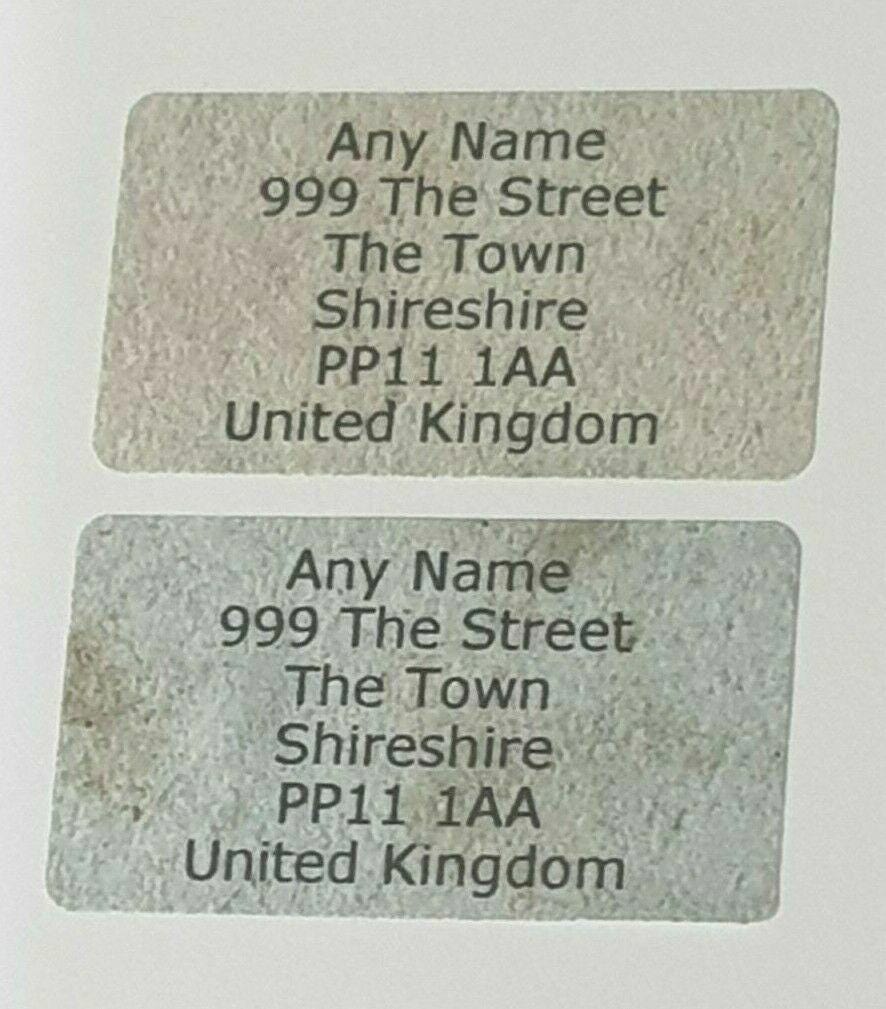 Any Name
999 The Street
The Town
Shireshire
PP11 1AA
United Kingdom
Any Name
999 The Street
The Town
Shireshire
PP11 1AA
United Kingdom